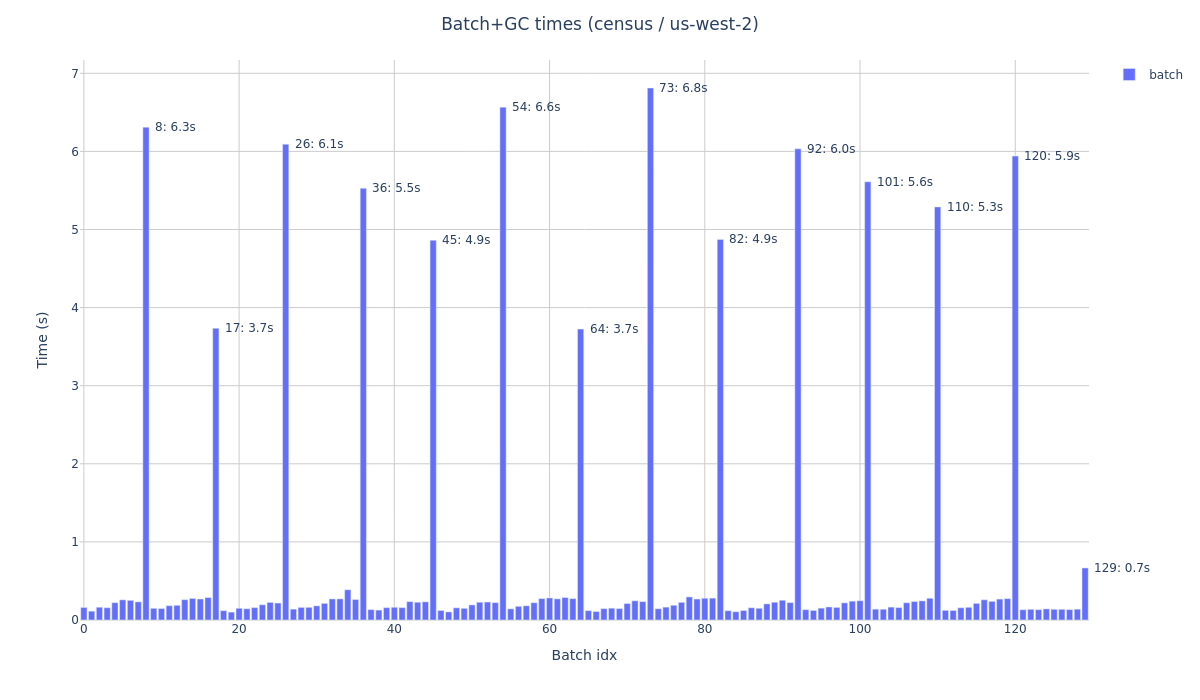 Batch+GC times (census / us-west-2)
batch
7
6
5
4
3
2
1
0
Time (s)
8: 6.3s
17: 3.7s
26: 6.1s
36: 5.5s
45: 4.9s
54: 6.6s
64: 3.7s
73: 6.8s
82: 4.9s
92: 6.0s
101: 5.6s
110: 5.3s
120: 5.9s
129: 0.7s
0
20
40
60
80
100
120
Batch idx